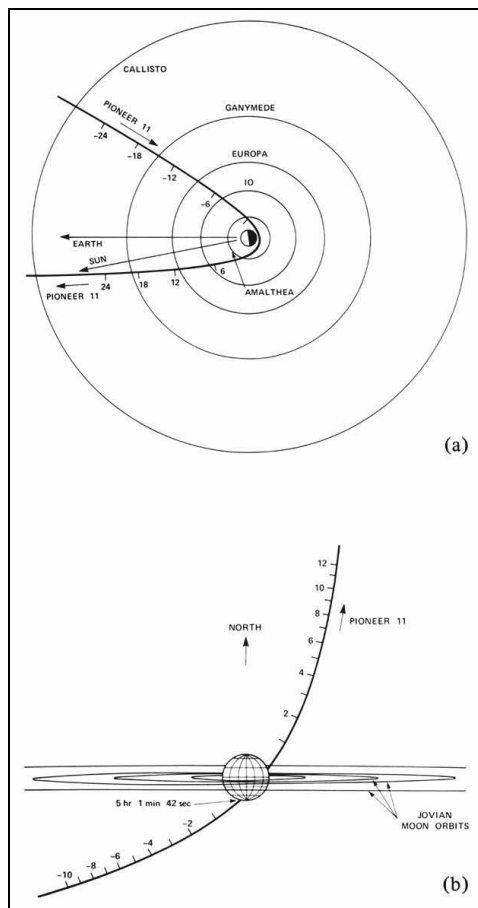 CALLISTO
PIONEER 11
-24
-18
-12
-6
GANYMEDE
EUROPA
IO
EARTH
SUN
PIONEER 11
24
18
12
6
AMALTHEA
(a)
12
10
8
6
4
2
PIONEER 11
NORTH
5 hr 1 min 42 sec
-2
-4
-6
-8
-10
JOVIAN
MOON ORBITS
(b)